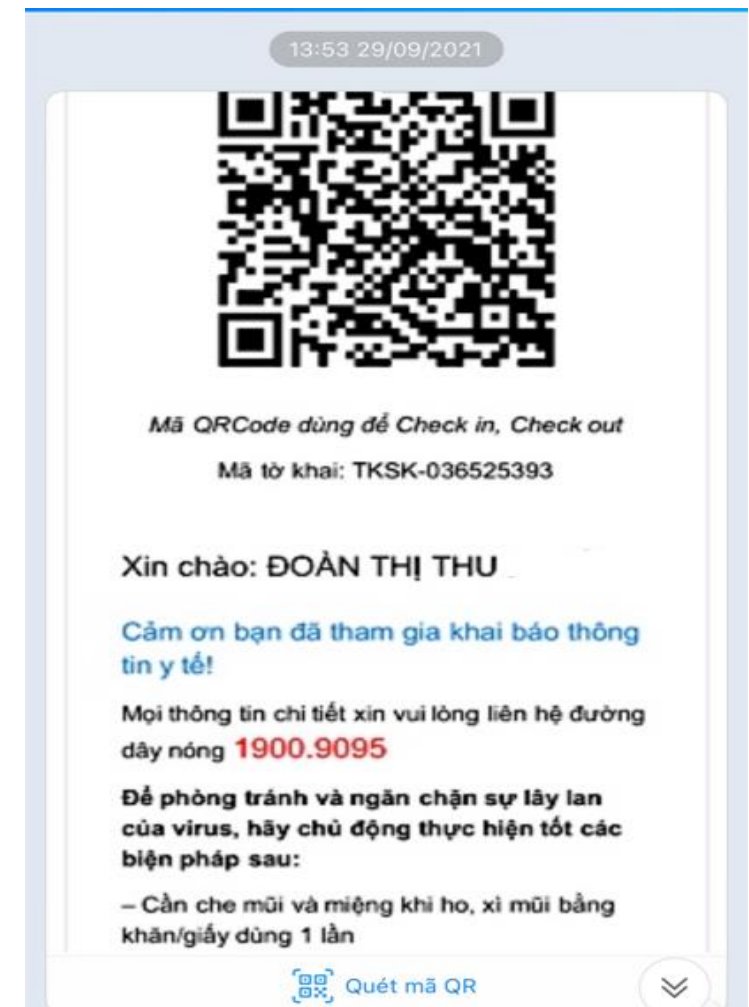 13:53 29/09/2021
Mã QRCode dùng để Check in, Check out
Mã tờ khai: TKSK-036525393
Xin chào: ĐOÀN THỊ THU
Cảm ơn bạn đã tham gia khai báo thông
tin y tế!
Mọi thông tin chi tiết xin vui lòng liên hệ đường
dây nóng 1900.9095
Để phòng tránh và ngăn chặn sự lây lan
của virus, hãy chủ động thực hiện tốt các
biện pháp sau:
– Cần che mũi và miệng khi ho, xì mũi bằng
khăn/giấy dùng 1 lần
Quét mã QR